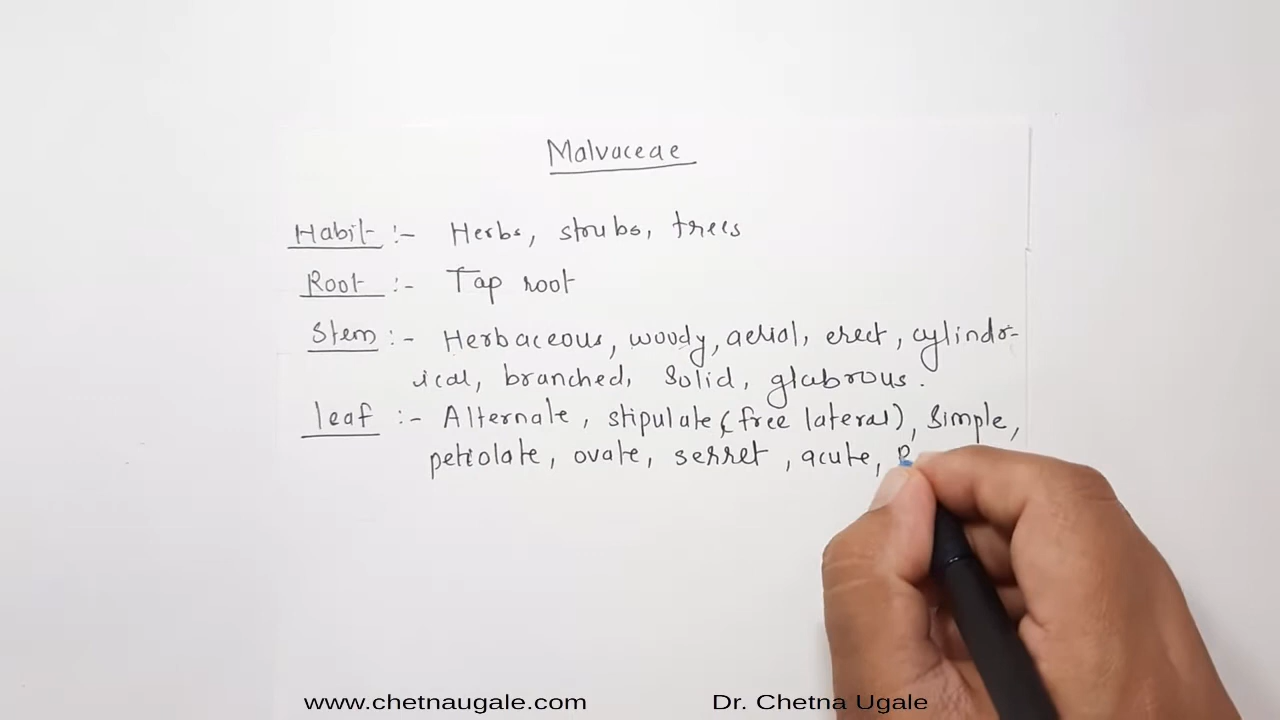 Malvaceae
Habit :- Herbs, strubs, trees
Root :- Tap root
Stem :- Herbaceous, woody, aerial, erect, cylindr-
ical, branched, Solid, glabrous.
leaf :- Alternate, stipulate (free lateral), Simple,
petiolate, ovate, serret, acute,
www.chetnaugale.com Dr. Chetna Ugale